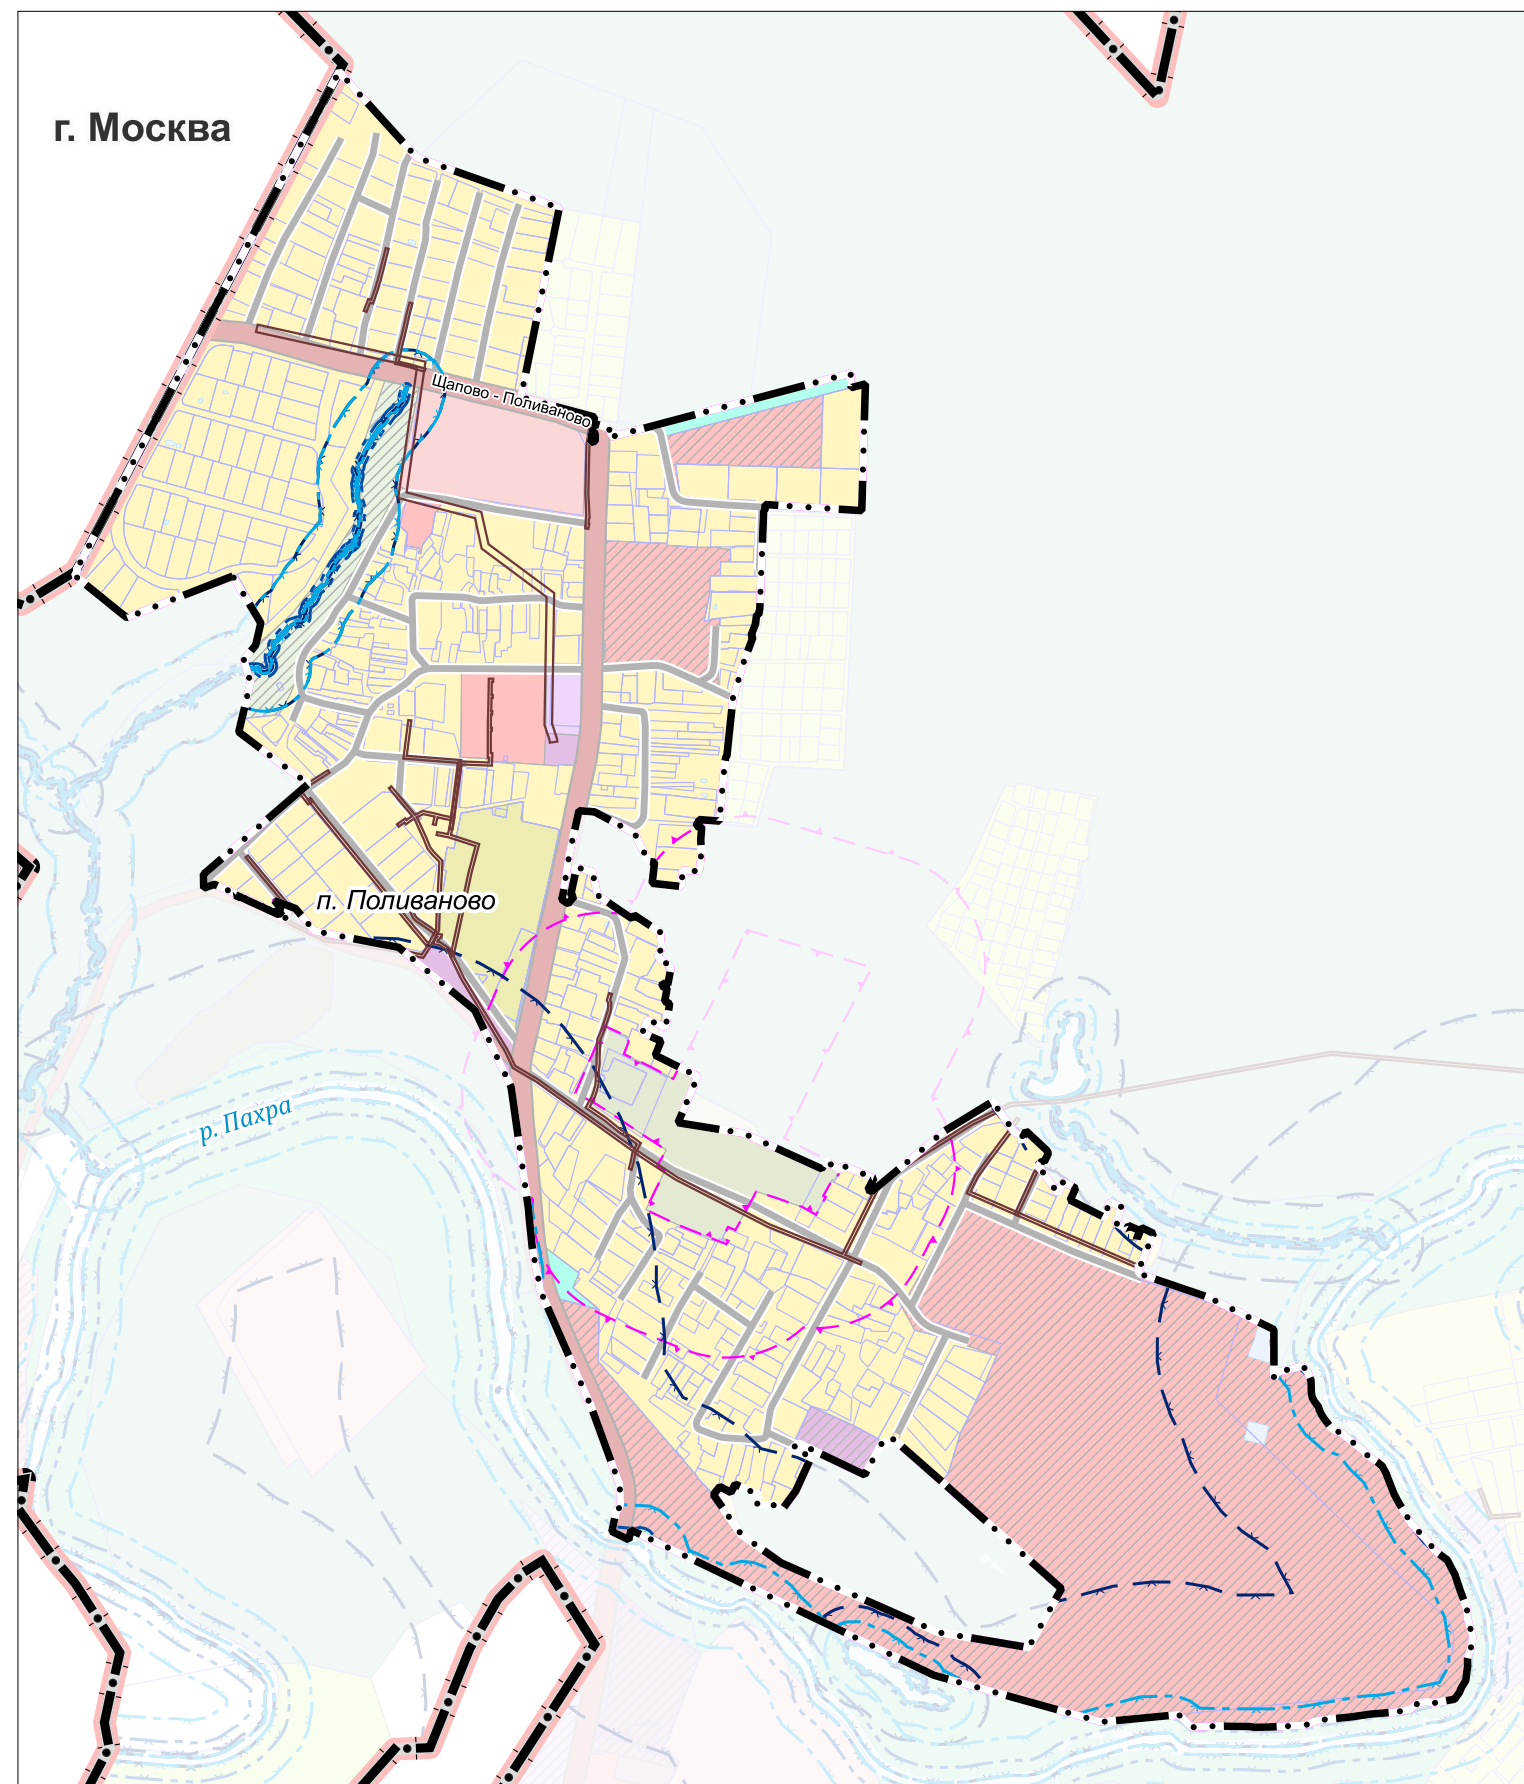 г. Москва
Щапово - Поливаново
п. Поливаново
р. Пахра